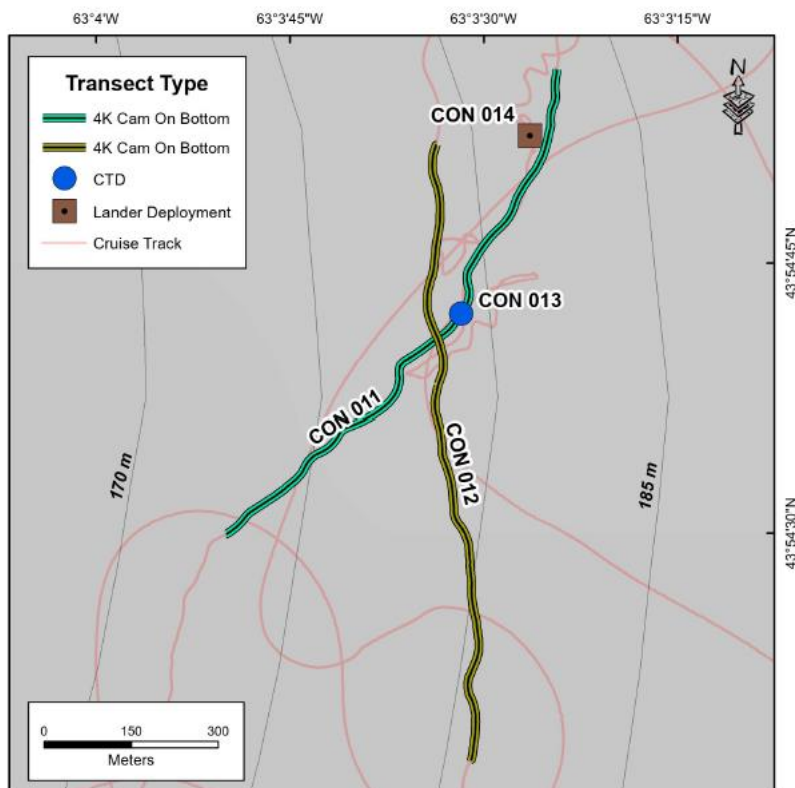 63°4'W 63°3'45"W 63°3'30"W 63°3'15"W
Transect Type
4K Cam On Bottom
4K Cam On Bottom
CTD
Lander Deployment
Cruise Track
N
CON 014
43°54'45"N
CON 013
CON 011
CON 012
170 m
185 m
43°54'30"N
0 150 300
Meters